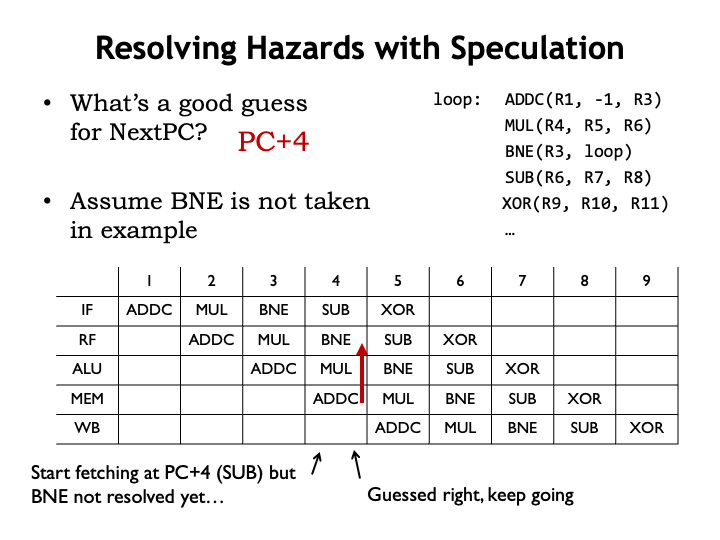 Resolving Hazards with Speculation
• What's a good guess
for NextPC? PC+4
• Assume BNE is not taken
in example
loop: ADDC(R1, -1, R3)
MUL(R4, R5, R6)
BNE(R3, loop)
SUB(R6, R7, R8)
XOR(R9, R10, R11)
…
1 2 3 4 5 6 7 8 9
IF ADDC MUL BNE SUB XOR
RF ADDC MUL BNE SUB XOR
ALU ADDC MUL BNE SUB XOR
MEM ADDC MUL BNE SUB XOR
WB ADDC MUL BNE SUB XOR
Start fetching at PC+4 (SUB) but
BNE not resolved yet…
Guessed right, keep going